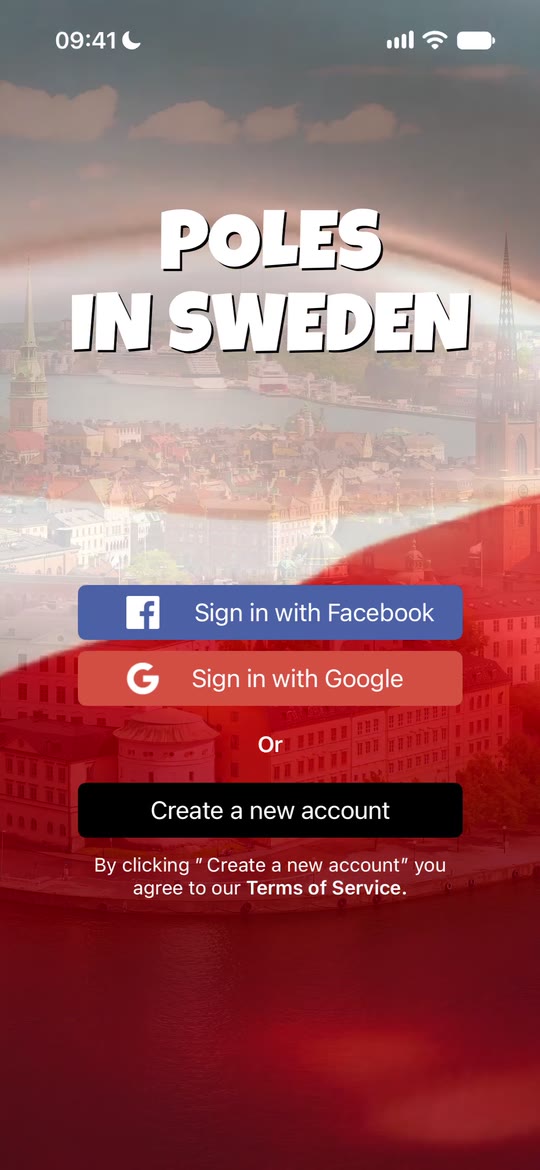 09:41
POLES
IN SWEDEN
Sign in with Facebook
G Sign in with Google
Or
Create a new account
By clicking " Create a new account" you
agree to our Terms of Service.